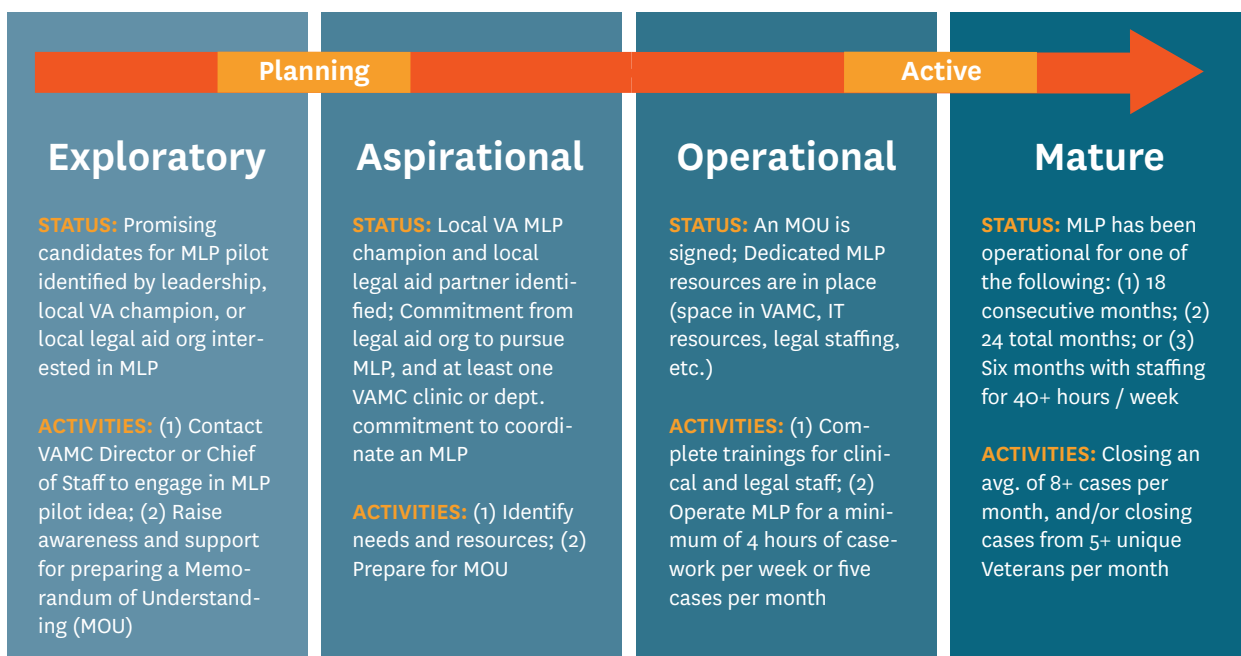 Planning
Active
Exploratory
STATUS: Promising
candidates for MLP pilot
identified by leadership,
local VA champion, or
local legal aid org inter-
ested in MLP
ACTIVITIES: (1) Contact
VAMC Director or Chief
of Staff to engage in MLP
pilot idea; (2) Raise
awareness and support
for preparing a Memo-
randum of Understand-
ing (MOU)
Aspirational
STATUS: Local VA MLP
champion and local
legal aid partner identi-
fied; Commitment from
legal aid org to pursue
MLP, and at least one
VAMC clinic or dept.
commitment to coordi-
nate an MLP
ACTIVITIES: (1) Identify
needs and resources; (2)
Prepare for MOU
Operational
STATUS: An MOU is
signed; Dedicated MLP
resources are in place
(space in VAMC, IT
resources, legal staffing,
etc.)
ACTIVITIES: (1) Com-
plete trainings for clini-
cal and legal staff; (2)
Operate MLP for a mini-
mum of 4 hours of case-
work per week or five
cases per month
Mature
STATUS: MLP has been
operational for one of
the following: (1) 18
consecutive months; (2)
24 total months; or (3)
Six months with staffing
for 40+ hours / week
ACTIVITIES: Closing an
avg. of 8+ cases per
month, and/or closing
cases from 5+ unique
Veterans per month